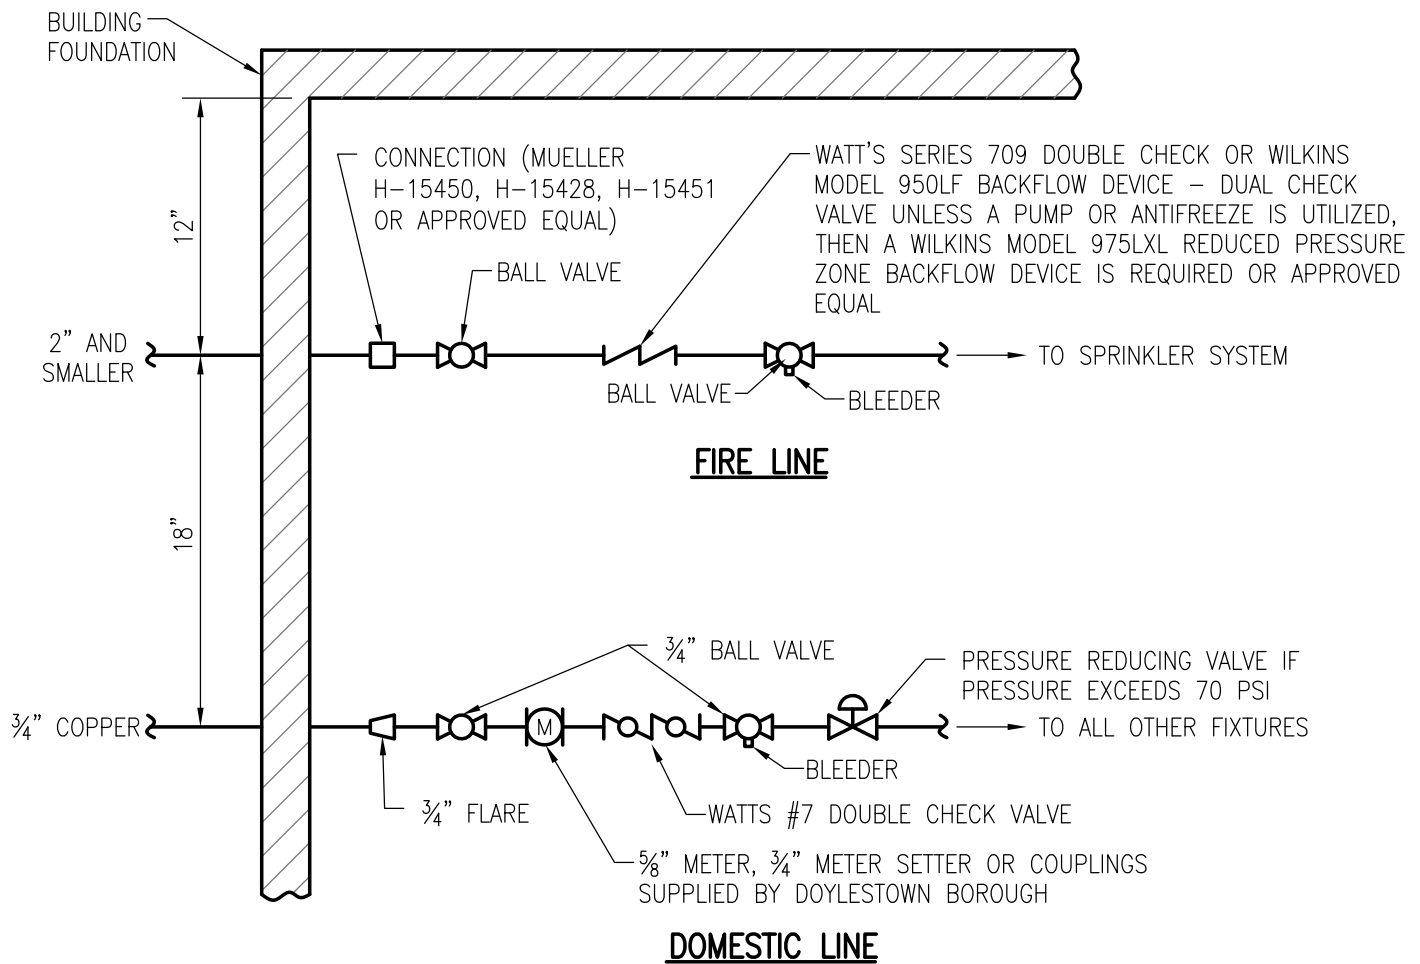 BUILDING
FOUNDATION
12"
CONNECTION (MUELLER
H-15450, H-15428, H-15451
OR APPROVED EQUAL)
BALL VALVE
WATT'S SERIES 709 DOUBLE CHECK OR WILKINS
MODEL 950LF BACKFLOW DEVICE – DUAL CHECK
VALVE UNLESS A PUMP OR ANTIFREEZE IS UTILIZED,
THEN A WILKINS MODEL 975LXL REDUCED PRESSURE
ZONE BACKFLOW DEVICE IS REQUIRED OR APPROVED
EQUAL
2" AND
SMALLER
TO SPRINKLER SYSTEM
BALL VALVE
BLEEDER
FIRE LINE
18"
¾" BALL VALVE
PRESSURE REDUCING VALVE IF
PRESSURE EXCEEDS 70 PSI
¾" COPPER
M
TO ALL OTHER FIXTURES
BLEEDER
¾" FLARE
WATTS #7 DOUBLE CHECK VALVE
⅝" METER, ¾" METER SETTER OR COUPLINGS
SUPPLIED BY DOYLESTOWN BOROUGH
DOMESTIC LINE